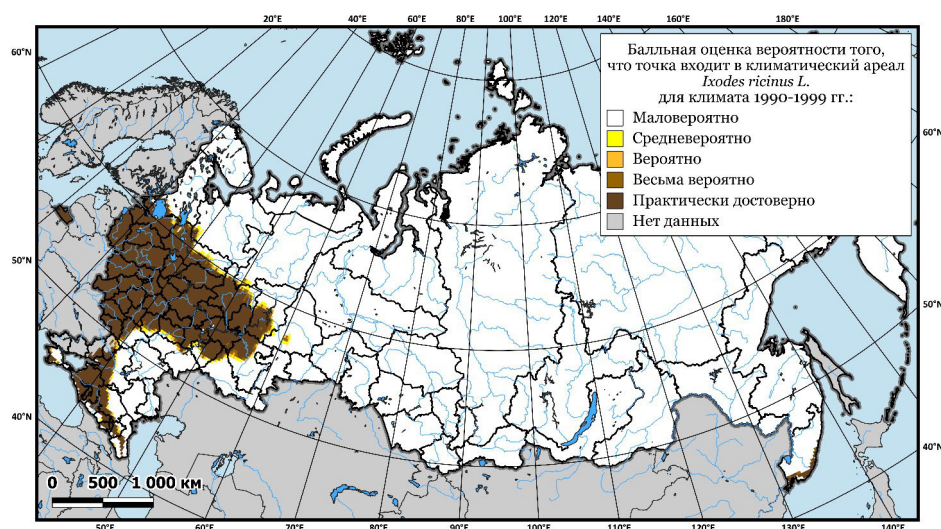 20°E 40°E 60°E 80°E 100°E 120°E 140°E 160°E 180°E
60°N
50°N
40°N
Балльная оценка вероятности того,
что точка входит в климатический ареал
Ixodes ricinus L.
для климата 1990-1999 гг.:
Маловероятно
Средневероятно
Вероятно
Весьма вероятно
Практически достоверно
Нет данных
60°N
50°N
40°N
0 500 1 000 км
50°E 60°E 70°E 80°E 90°E 100°E 110°E 120°E 130°E 140°E